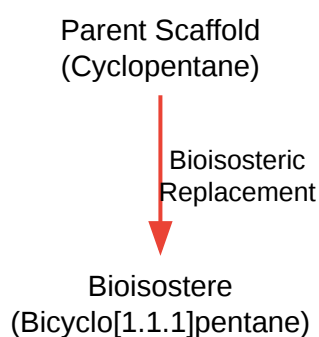 Parent Scaffold
(Cyclopentane)
Bioisosteric
Replacement
Bioisostere
(Bicyclo[1.1.1]pentane)